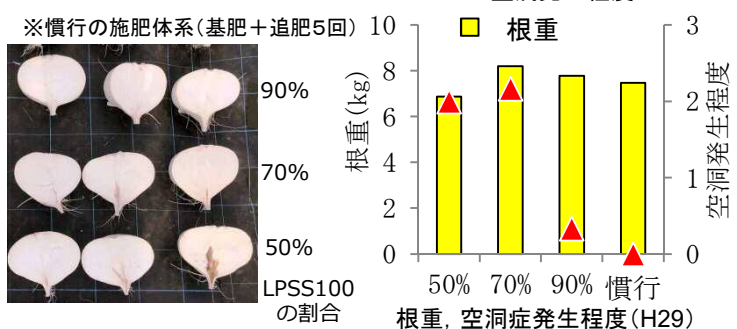 ※慣行の施肥体系(基肥＋追肥5回)
90%
70%
50%
LPSS100
の割合
根重
根重(kg)
10
8
6
4
2
0
3
2
1
0
空洞発生程度
50% 70% 90% 慣行
根重, 空洞症発生程度(H29)